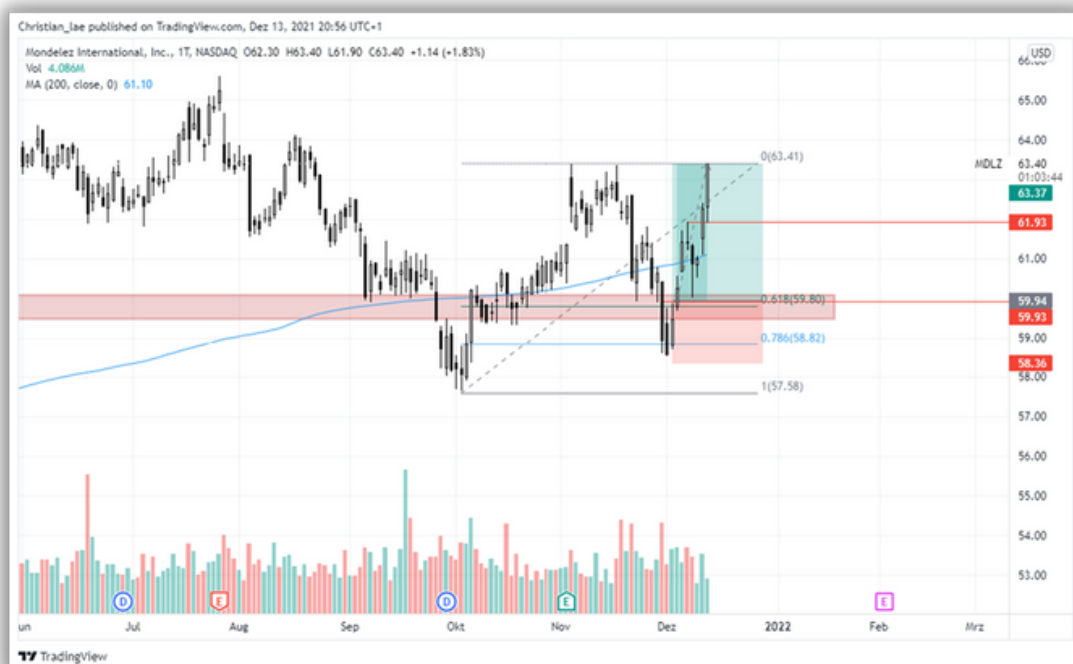 Christian_lae published on TradingView.com, Dez 13, 2021 20:56 UTC+1
Mondelez International, Inc., 1T, NASDAQ O62.30 H63.40 L61.90 C63.40 +1.14 (+1.83%)
Vol 4.086M
MA (200, close, 0) 61.10
USD
66.00
65.00
64.00
0(63.41)
MDLZ 63.40
01:03:44
63.37
61.93
61.00
0.618(59.80)
59.94
59.93
59.00
0.786(58.82)
58.36
58.00
1(57.58)
57.00
56.00
55.00
54.00
53.00
D E D E E
un Jul Aug Sep Okt Nov Dez 2022 Feb Mrz
TradingView